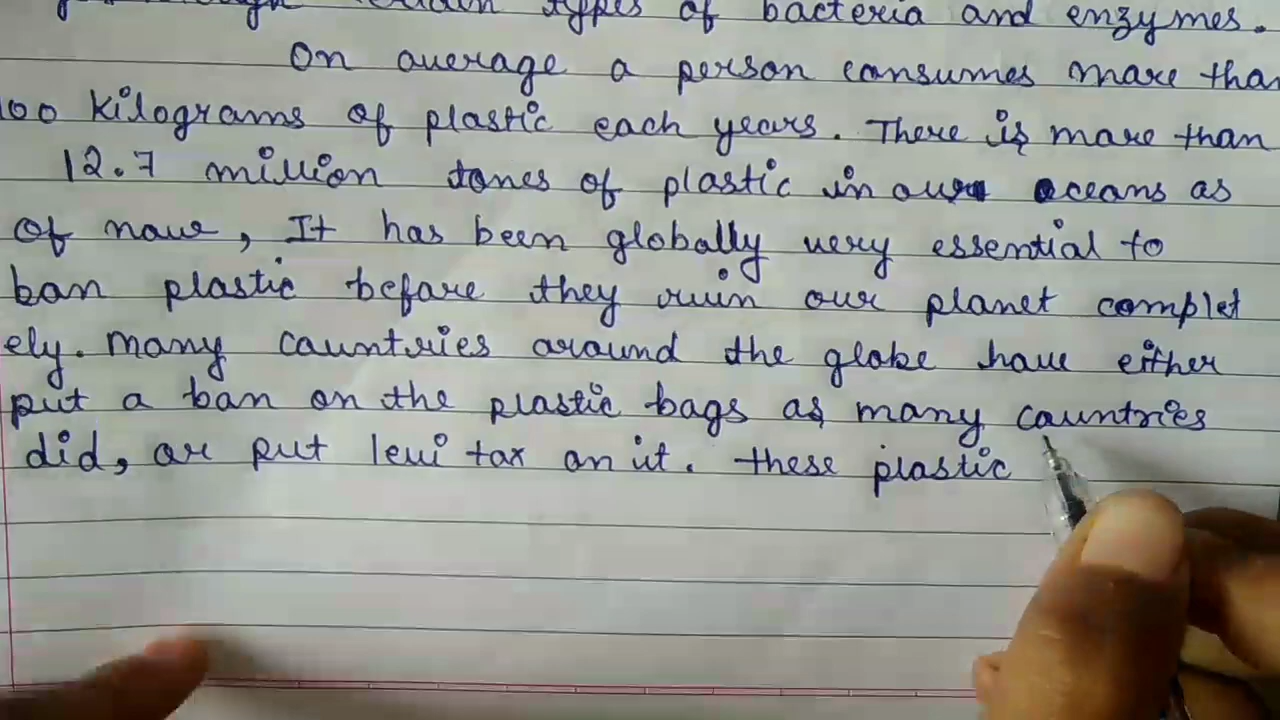 types of bacteria and enzymes.
On average a person consumes more than
100 Kilograms of plastic each years. There is more than
12.7 million tones of plastic in our oceans as
of now, It has been globally very essential to
ban plastic before they ruin our planet complet
ely. many countries around the globe have either
put a ban on the plastic bags as many countries
did, or put levi tax on it. these plastic